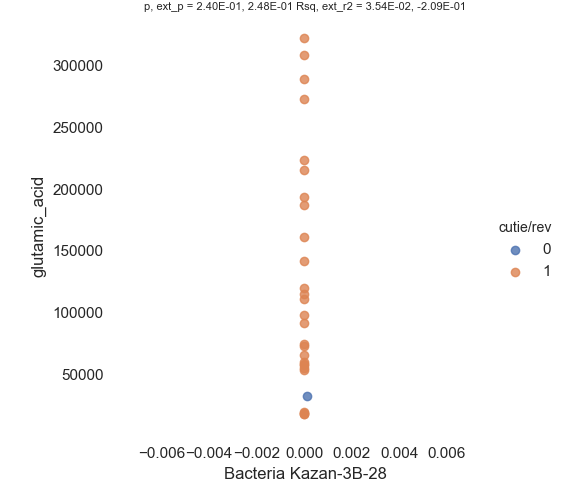 p, ext_p = 2.40E-01, 2.48E-01 Rsq, ext_r2 = 3.54E-02, -2.09E-01
300000
250000
200000
150000
100000
50000
glutamic_acid
cutie/rev
0
1
−0.006 −0.004 −0.002 0.000 0.002 0.004 0.006
Bacteria Kazan-3B-28